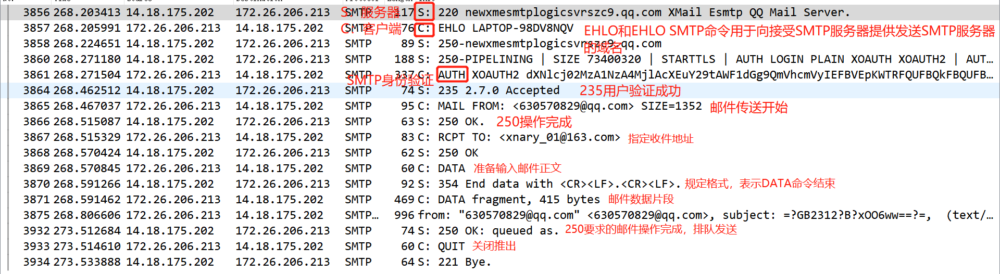 3856 268.203413 14.18.175.202 172.26.206.213 SMTP 117 S: 220 newxmesmtplogicsvrszc9.qq.com XMail Esmtp QQ Mail Server.
S: 服务器
3857 268.205991 172.26.206.213 14.18.175.202 SMTP 76 C: EHLO LAPTOP-98DV8NQV
C: 客户端
EHLO和EHLO SMTP命令用于向接受SMTP服务器提供发送SMTP服务器
的域名
3858 268.224651 14.18.175.202 172.26.206.213 SMTP 89 S: 250-newxmesmtplogicsvrszc9.qq.com
3860 268.271180 14.18.175.202 172.26.206.213 SMTP 188 S: 250-PIPELINING | SIZE 73400320 | STARTTLS | AUTH LOGIN PLAIN XOAUTH XOAUTH2 | AUT…
3861 268.271504 172.26.206.213 14.18.175.202 SMTP 337 C: AUTH XOAUTH2 dXNlcj02MzA1NzA4MjlAcXEuY29tAWF1dGg9QmVhcmVyIEFBVEpKWTRFQUFBQkFBQUFB…
SMTP身份验证
3864 268.462512 14.18.175.202 172.26.206.213 SMTP 74 S: 235 2.7.0 Accepted 235用户验证成功
3865 268.467037 172.26.206.213 14.18.175.202 SMTP 95 C: MAIL FROM: <630570829@qq.com> SIZE=1352 邮件传送开始
3866 268.515087 14.18.175.202 172.26.206.213 SMTP 63 S: 250 OK. 250操作完成
3867 268.515329 172.26.206.213 14.18.175.202 SMTP 83 C: RCPT TO: <xnary_01@163.com> 指定收件地址
3868 268.570424 14.18.175.202 172.26.206.213 SMTP 62 S: 250 OK
3869 268.570845 172.26.206.213 14.18.175.202 SMTP 60 C: DATA 准备输入邮件正文
3870 268.591266 14.18.175.202 172.26.206.213 SMTP 92 S: 354 End data with <CR><LF>.<CR><LF>. 规定格式，表示DATA命令结束
3871 268.591462 172.26.206.213 14.18.175.202 SMTP 469 C: DATA fragment, 415 bytes 邮件数据片段
3875 268.806606 172.26.206.213 14.18.175.202 SMTP… 996 from: "630570829@qq.com" <630570829@qq.com>, subject: =?GB2312?B?xOO6ww==?=, (text/…
3932 273.512684 14.18.175.202 172.26.206.213 SMTP 74 S: 250 OK: queued as. 250要求的邮件操作完成，排队发送
3933 273.514610 172.26.206.213 14.18.175.202 SMTP 60 C: QUIT 关闭推出
3934 273.533888 14.18.175.202 172.26.206.213 SMTP 64 S: 221 Bye.